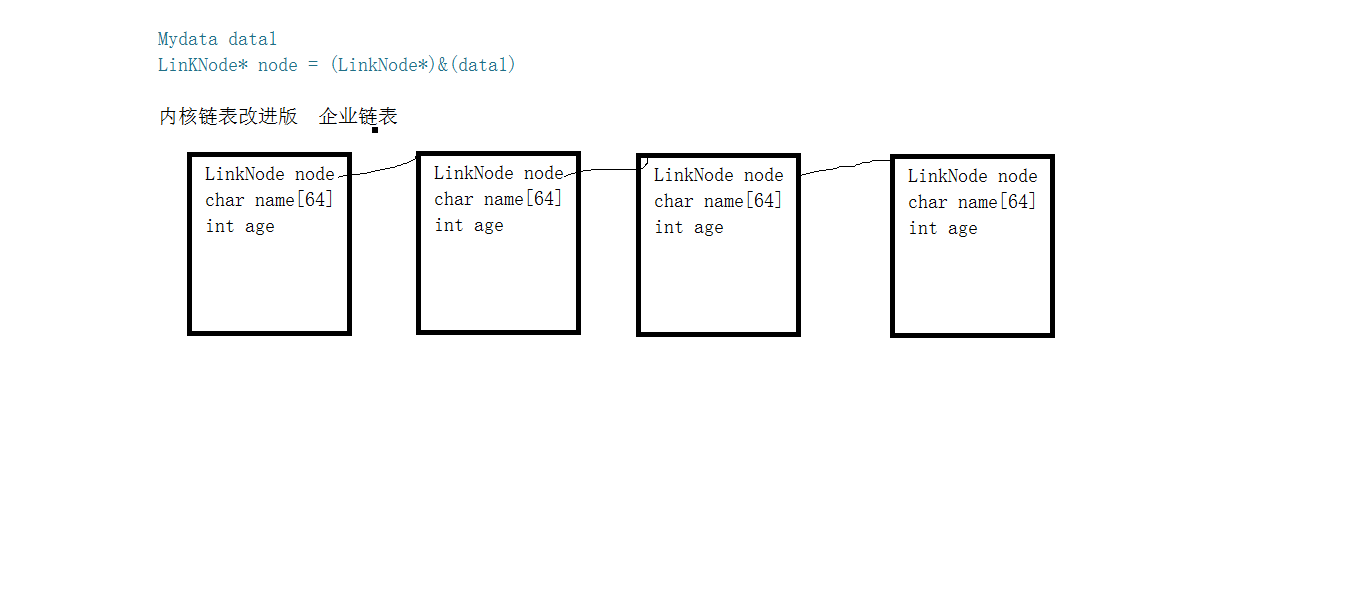 Mydata data1
LinKNode* node = (LinkNode*)&(data1)
内核链表改进版 企业链表
LinkNode node
char name[64]
int age
LinkNode node
char name[64]
int age
LinkNode node
char name[64]
int age
LinkNode node
char name[64]
int age